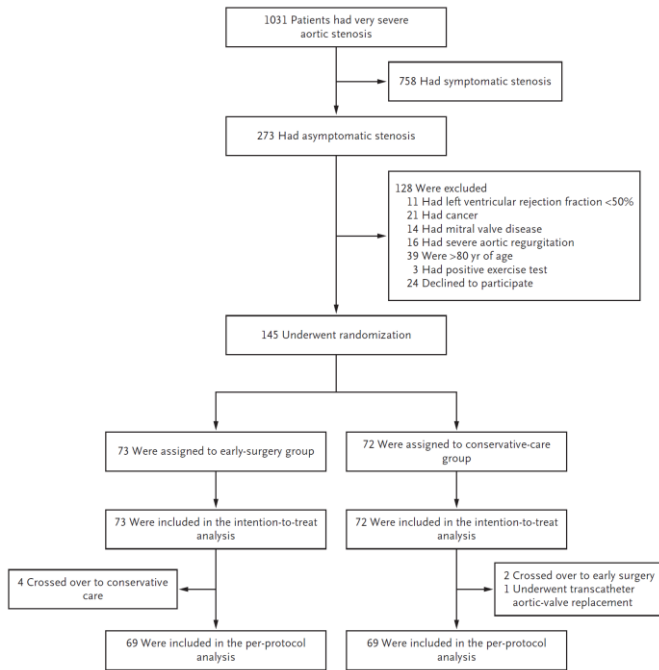 1031 Patients had very severe
aortic stenosis
758 Had symptomatic stenosis
273 Had asymptomatic stenosis
128 Were excluded
11 Had left ventricular rejection fraction <50%
21 Had cancer
14 Had mitral valve disease
16 Had severe aortic regurgitation
39 Were >80 yr of age
3 Had positive exercise test
24 Declined to participate
145 Underwent randomization
73 Were assigned to early-surgery group
72 Were assigned to conservative-care
group
73 Were included in the intention-to-treat
analysis
72 Were included in the intention-to-treat
analysis
4 Crossed over to conservative
care
2 Crossed over to early surgery
1 Underwent transcatheter
aortic-valve replacement
69 Were included in the per-protocol
analysis
69 Were included in the per-protocol
analysis